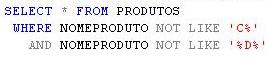 SELECT * FROM PRODUTOS
WHERE NOMEPRODUTO NOT LIKE 'C%'
AND NOMEPRODUTO NOT LIKE '%D%'